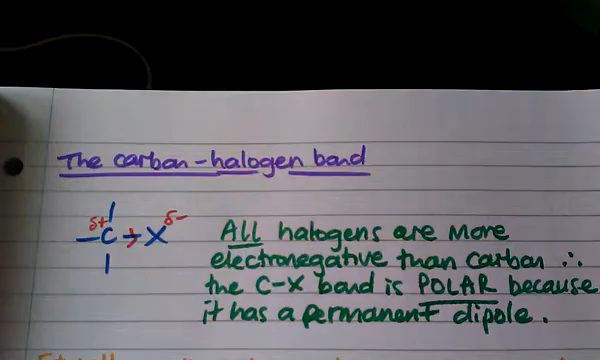 The carbon-halogen bond
δ+ δ-
C X
ALL halogens are more
electronegative than carbon ∴
the C-X bond is POLAR because
it has a permanent dipole.